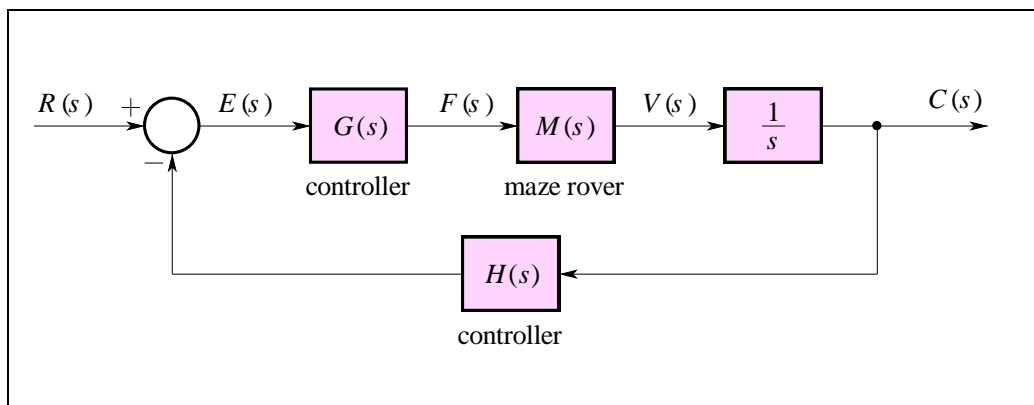 R(s) + E(s) G(s) F(s) M(s) V(s) 1/s C(s)
−
controller maze rover
H(s)
controller